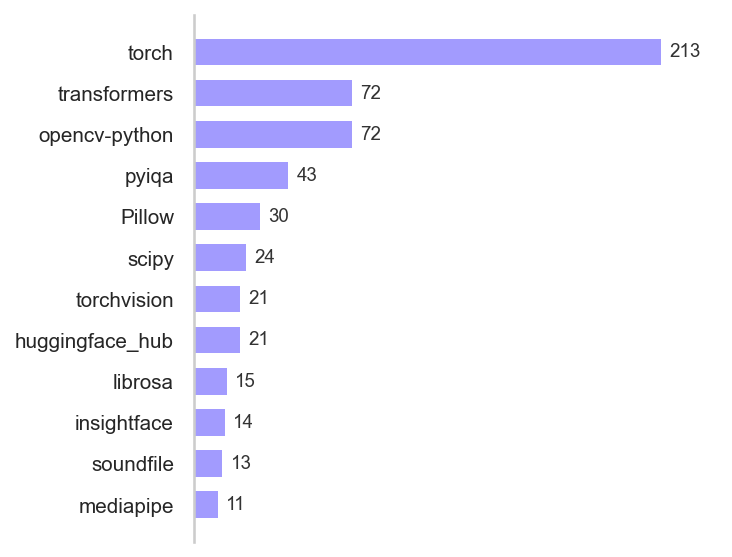 torch 213
transformers 72
opencv-python 72
pyiqa 43
Pillow 30
scipy 24
torchvision 21
huggingface_hub 21
librosa 15
insightface 14
soundfile 13
mediapipe 11